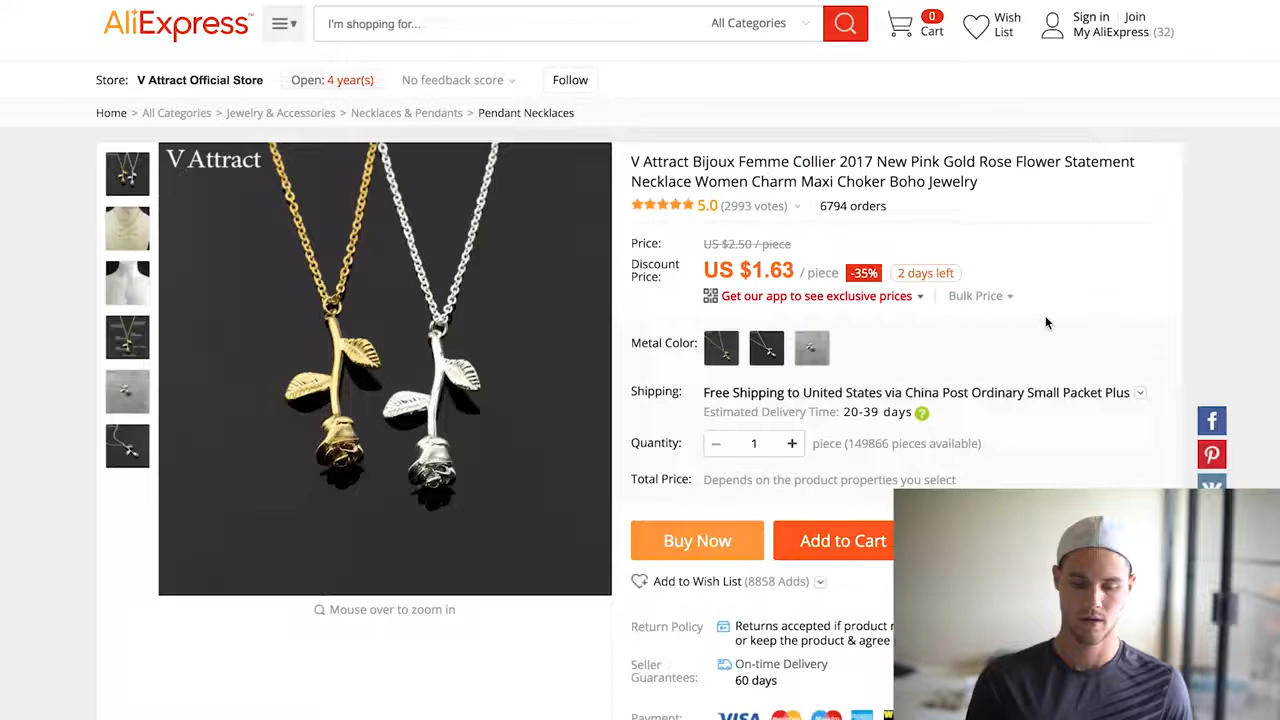 AliExpress™
I'm shopping for...
All Categories
0
Cart
Wish
List
Sign in
Join
My AliExpress (32)
Store:
V Attract Official Store
Open: 4 year(s)
No feedback score
Follow
Home > All Categories > Jewelry & Accessories > Necklaces & Pendants > Pendant Necklaces
V Attract
V Attract Bijoux Femme Collier 2017 New Pink Gold Rose Flower Statement
Necklace Women Charm Maxi Choker Boho Jewelry
5.0 (2993 votes)
6794 orders
Price:
US $2.50 / piece
Discount
Price:
US $1.63 / piece
-35%
2 days left
Get our app to see exclusive prices
Bulk Price
Metal Color:
Shipping:
Free Shipping to United States via China Post Ordinary Small Packet Plus
Estimated Delivery Time: 20-39 days
?
Quantity:
− 1 +
piece (149866 pieces available)
Total Price:
Depends on the product properties you select
Buy Now
Add to Cart
Add to Wish List (8858 Adds)
Mouse over to zoom in
Return Policy
Returns accepted if product
or keep the product & agree
Seller
Guarantees:
On-time Delivery
60 days
Payment:
VISA